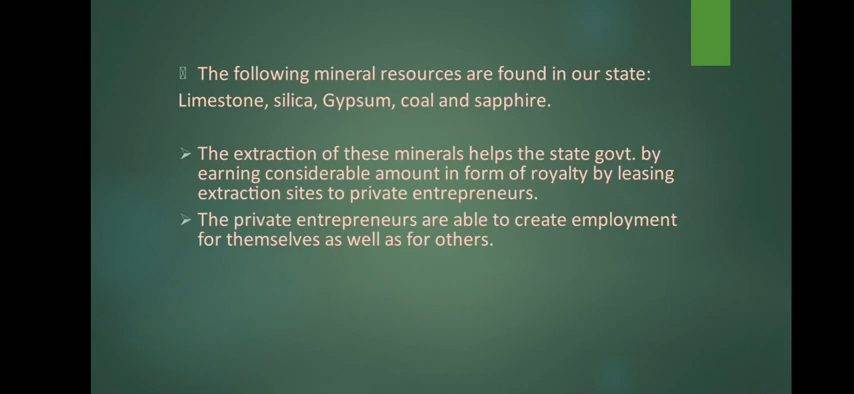 The following mineral resources are found in our state:
Limestone, silica, Gypsum, coal and sapphire.
➢ The extraction of these minerals helps the state govt. by
earning considerable amount in form of royalty by leasing
extraction sites to private entrepreneurs.
➢ The private entrepreneurs are able to create employment
for themselves as well as for others.